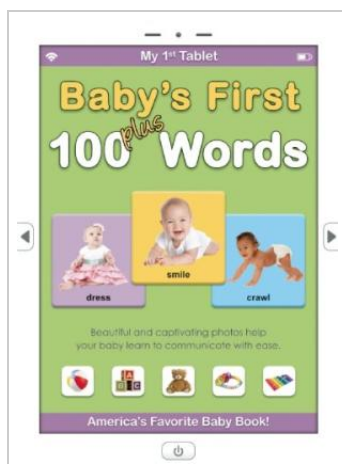 My 1st Tablet
Baby's First
100 plus Words
smile
dress
crawl
Beautiful and captivating photos help
your baby learn to communicate with ease.
A
B C
America's Favorite Baby Book!